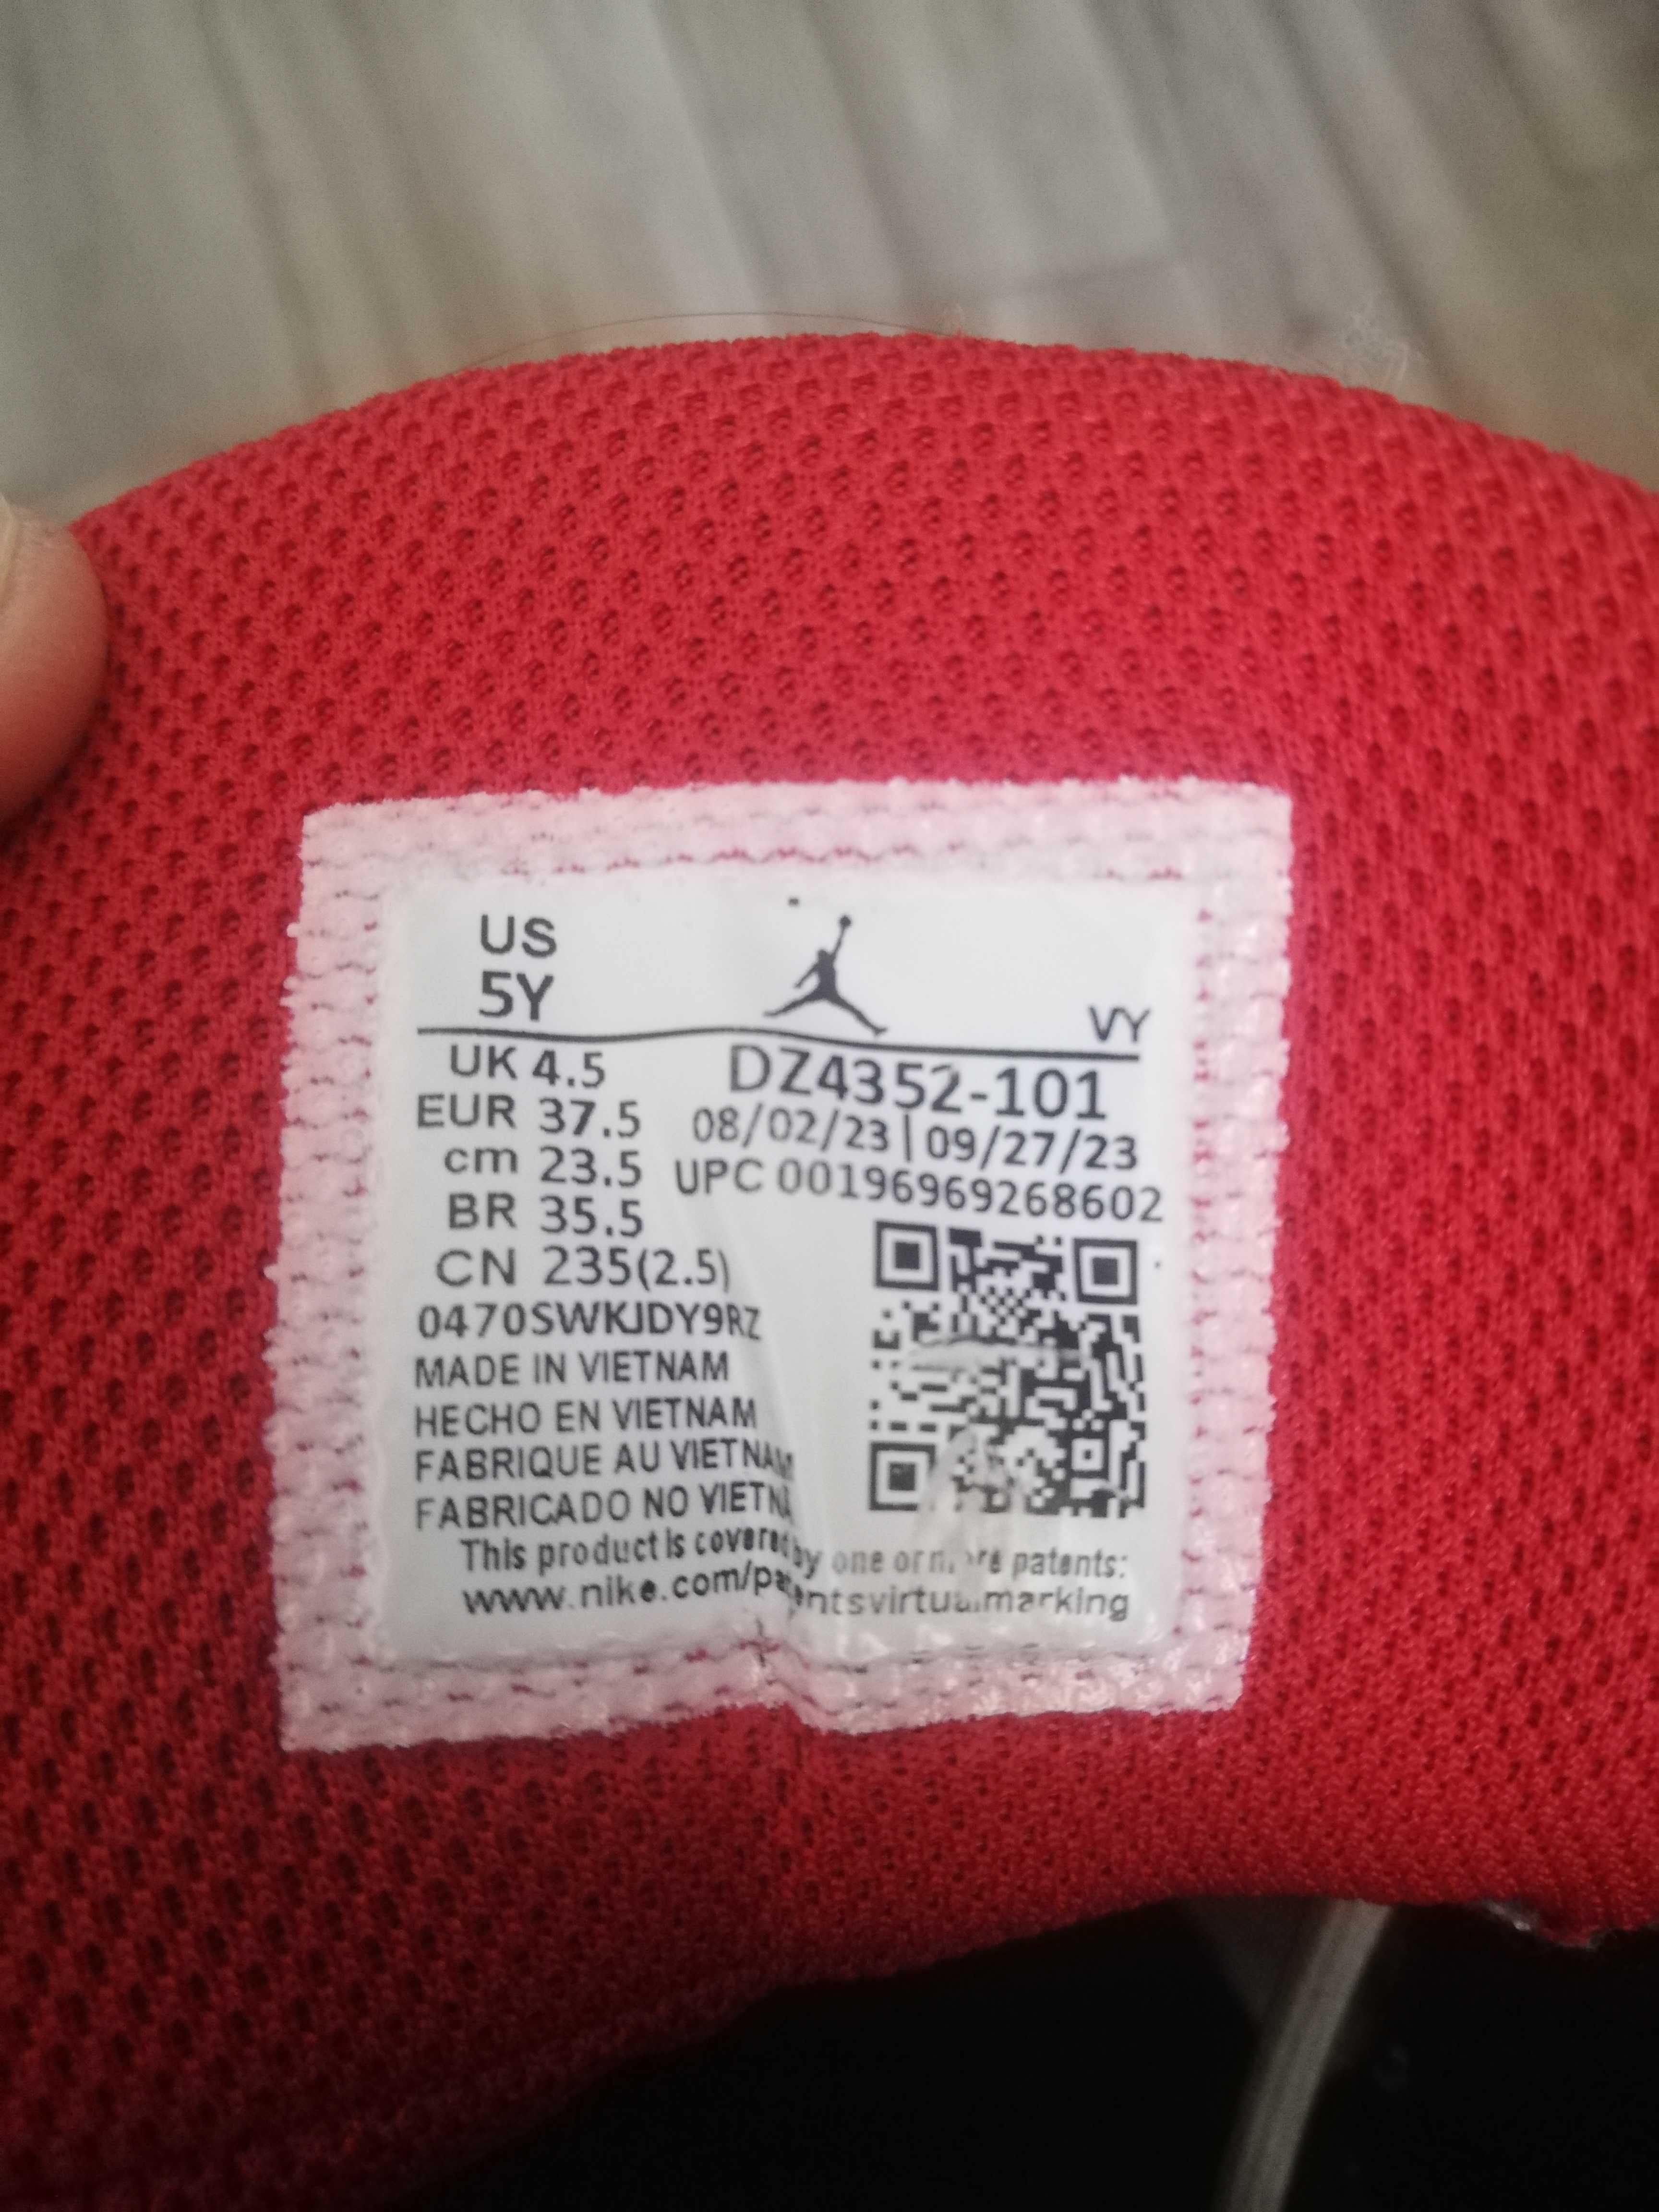 US
5Y
VY
UK 4.5
EUR 37.5
cm 23.5
BR 35.5
CN 235(2.5)
DZ4352-101
08/02/23 | 09/27/23
UPC 00196969268602
0470SWKJDY9RZ
MADE IN VIETNAM
HECHO EN VIETNAM
FABRIQUE AU VIETNAM
FABRICADO NO VIETNA
This product is covered by one or more patents:
www.nike.com/patentsvirtualmarking